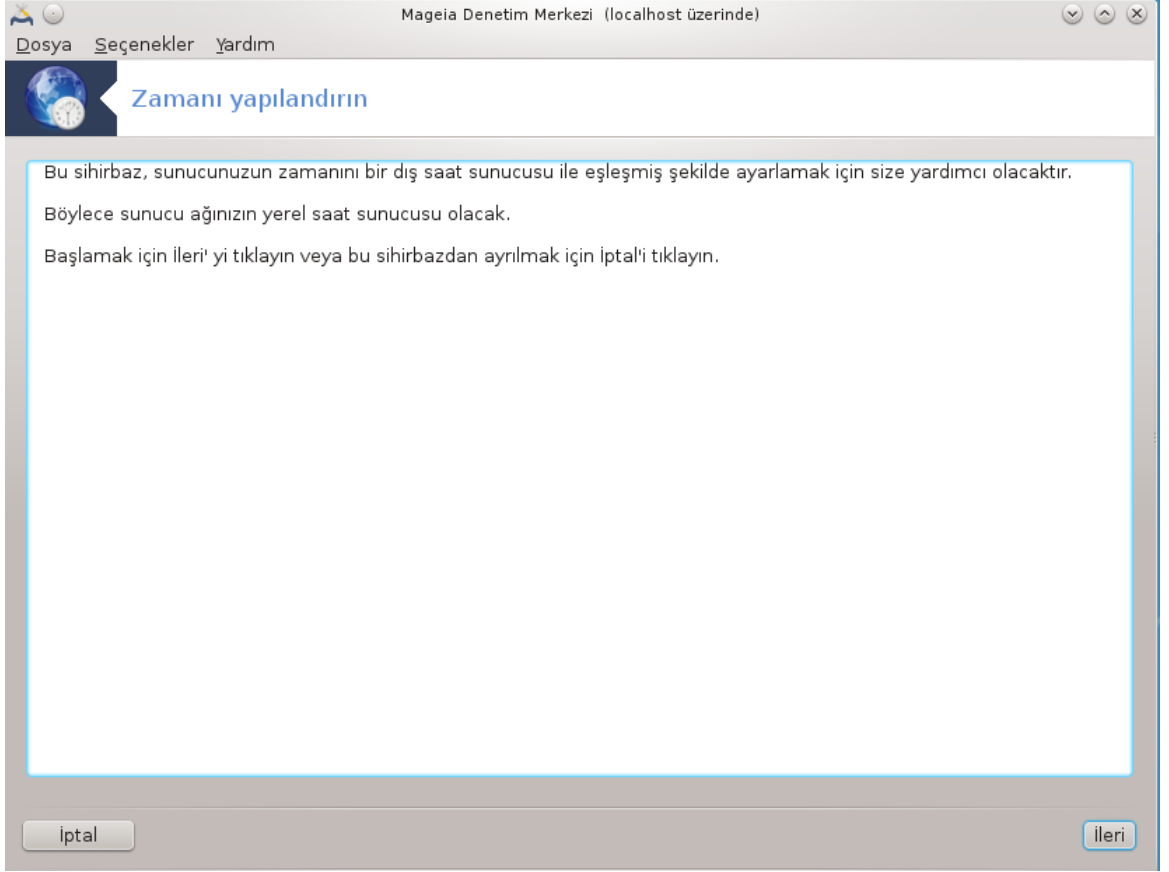 Mageia Denetim Merkezi (localhost üzerinde)
Dosya Seçenekler Yardım
Zamanı yapılandırın
Bu sihirbaz, sunucunuzun zamanını bir dış saat sunucusu ile eşleşmiş şekilde ayarlamak için size yardımcı olacaktır.
Böylece sunucu ağınızın yerel saat sunucusu olacak.
Başlamak için İleri' yi tıklayın veya bu sihirbazdan ayrılmak için İptal'i tıklayın.
İptal İleri